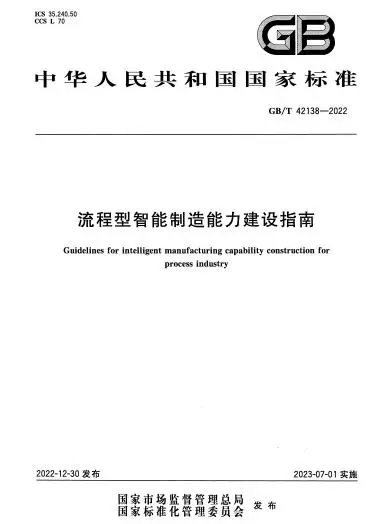 ICS 35.240.50
CCS L 70
GB
中华人民共和国国家标准
GB/T 42138—2022
流程型智能制造能力建设指南
Guidelines for intelligent manufacturing capability construction for
process industry
2022-12-30 发布
2023-07-01 实施
国家市场监督管理总局
国家标准化管理委员会 发布